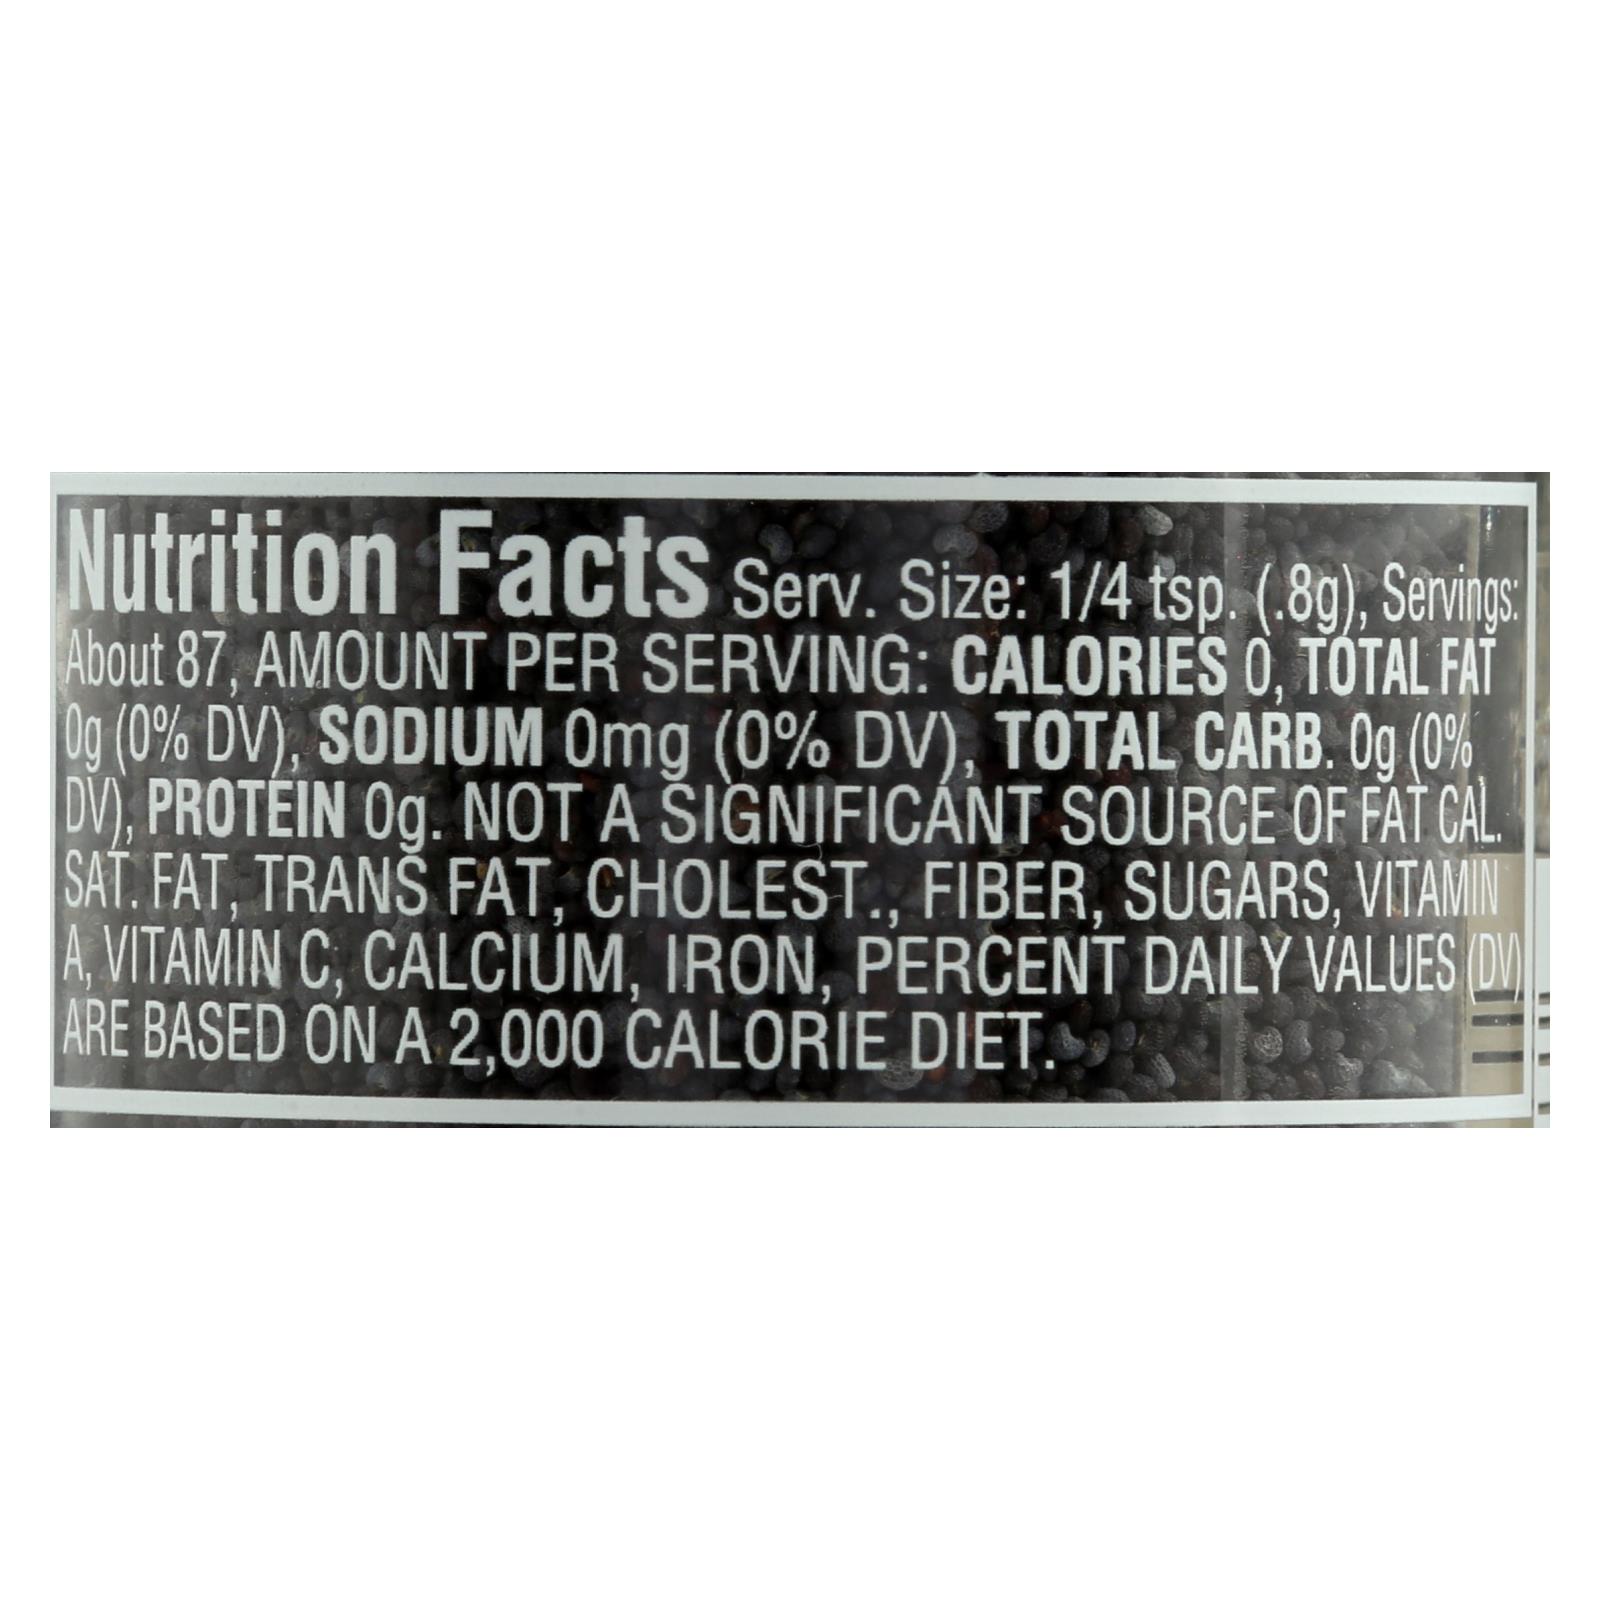 Nutrition Facts Serv. Size: 1/4 tsp. (.8g), Servings:
About 87, AMOUNT PER SERVING: CALORIES 0, TOTAL FAT
0g (0% DV), SODIUM 0mg (0% DV), TOTAL CARB. 0g (0%
DV), PROTEIN 0g. NOT A SIGNIFICANT SOURCE OF FAT CAL.
SAT. FAT, TRANS FAT, CHOLEST., FIBER, SUGARS, VITAMIN
A, VITAMIN C, CALCIUM, IRON, PERCENT DAILY VALUES (DV)
ARE BASED ON A 2,000 CALORIE DIET.